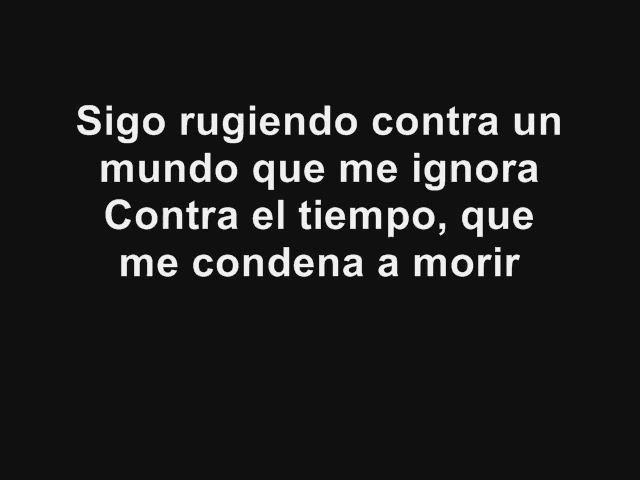 Sigo rugiendo contra un
mundo que me ignora
Contra el tiempo, que
me condena a morir